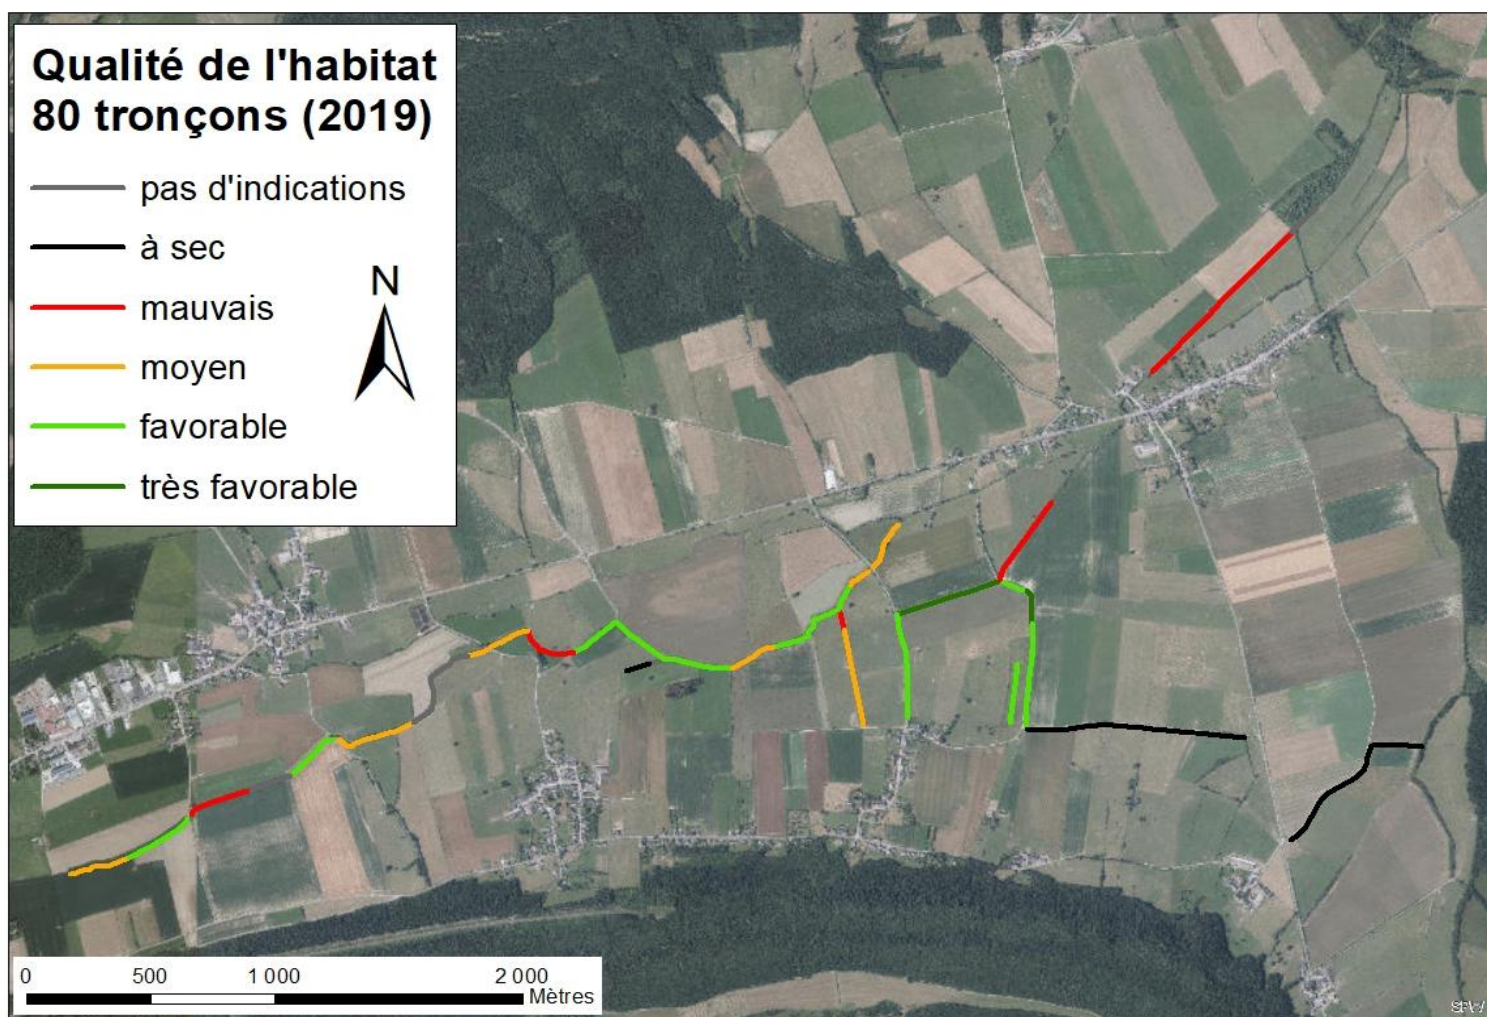 Qualité de l'habitat
80 tronçons (2019)
pas d'indications
à sec
mauvais
moyen
favorable
très favorable
N
0 500 1 000 2 000
Mètres
SPW